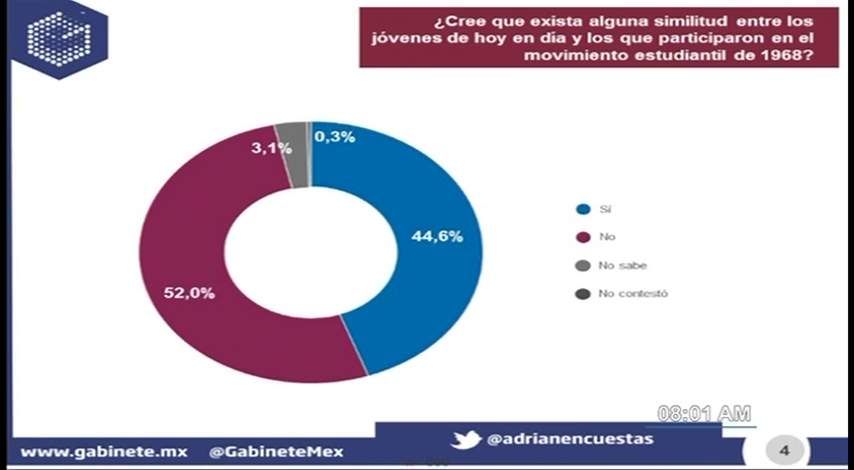 ¿Cree que exista alguna similitud entre los
jóvenes de hoy en día y los que participaron en el
movimiento estudiantil de 1968?
0,3%
3,1%
44,6%
52,0%
Sí
No
No sabe
No contestó
08:01 AM
www.gabinete.mx @GabineteMex
@adrianencuestas
4